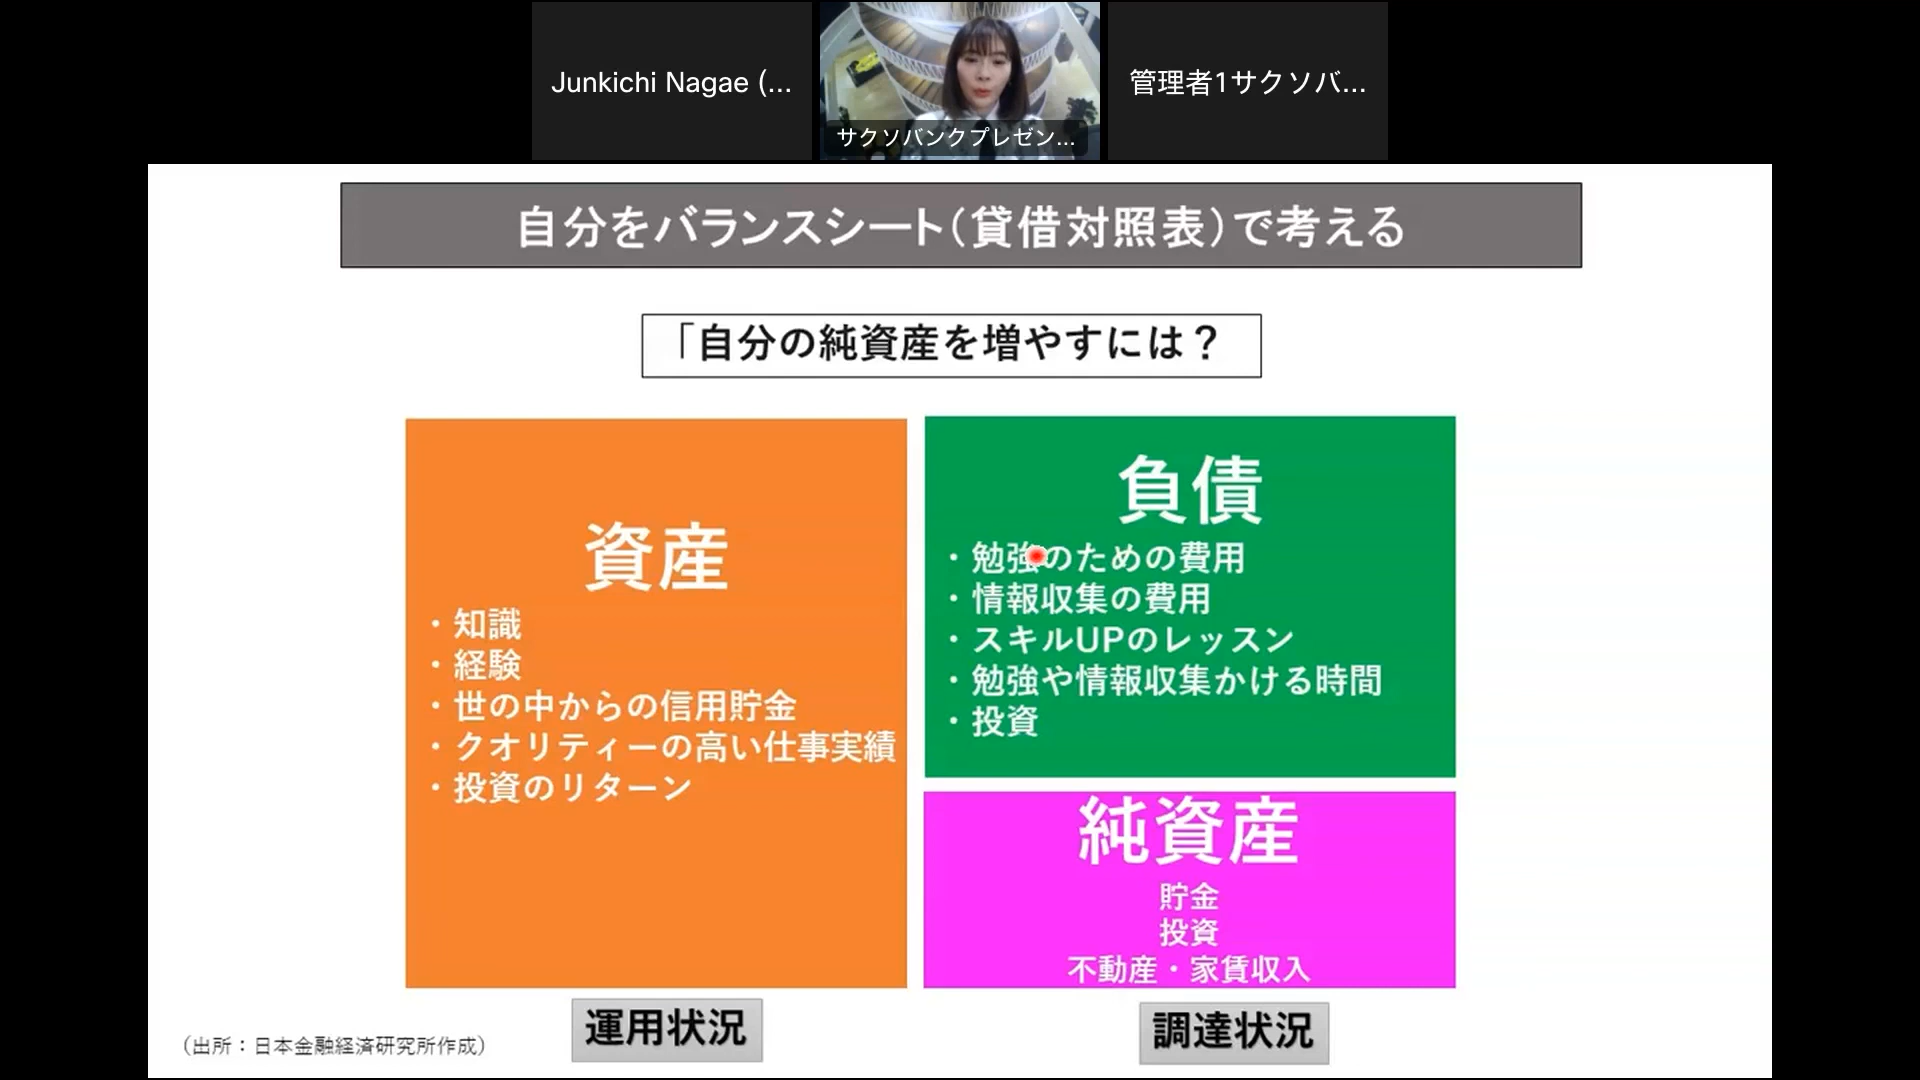 Junkichi Nagae (...
サクソバンクプレゼン...
管理者1サクソバ...
自分をバランスシート(貸借対照表)で考える
「自分の純資産を増やすには？
資産
・知識
・経験
・世の中からの信用貯金
・クオリティーの高い仕事実績
・投資のリターン
負債
・勉強のための費用
・情報収集の費用
・スキルUPのレッスン
・勉強や情報収集かける時間
・投資
純資産
貯金
投資
不動産・家賃収入
運用状況
調達状況
（出所：日本金融経済研究所作成）